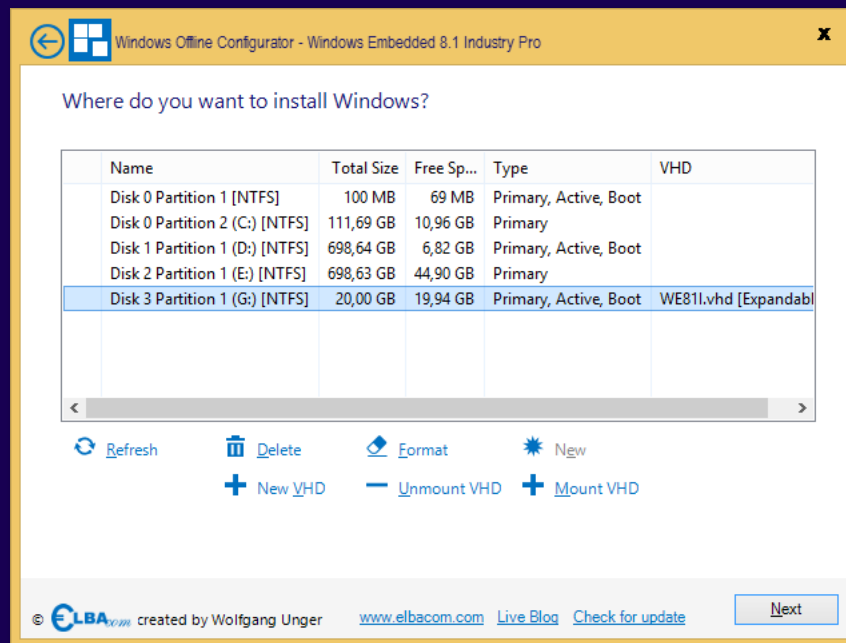 Windows Offline Configurator - Windows Embedded 8.1 Industry Pro
x
Where do you want to install Windows?
Name Total Size Free Sp... Type VHD
Disk 0 Partition 1 [NTFS] 100 MB 69 MB Primary, Active, Boot
Disk 0 Partition 2 (C:) [NTFS] 111,69 GB 10,96 GB Primary
Disk 1 Partition 1 (D:) [NTFS] 698,64 GB 6,82 GB Primary, Active, Boot
Disk 2 Partition 1 (E:) [NTFS] 698,63 GB 44,90 GB Primary
Disk 3 Partition 1 (G:) [NTFS] 20,00 GB 19,94 GB Primary, Active, Boot WE81I.vhd [Expandabl
Refresh Delete Format New
New VHD Unmount VHD Mount VHD
© ELBAcom created by Wolfgang Unger www.elbacom.com Live Blog Check for update Next